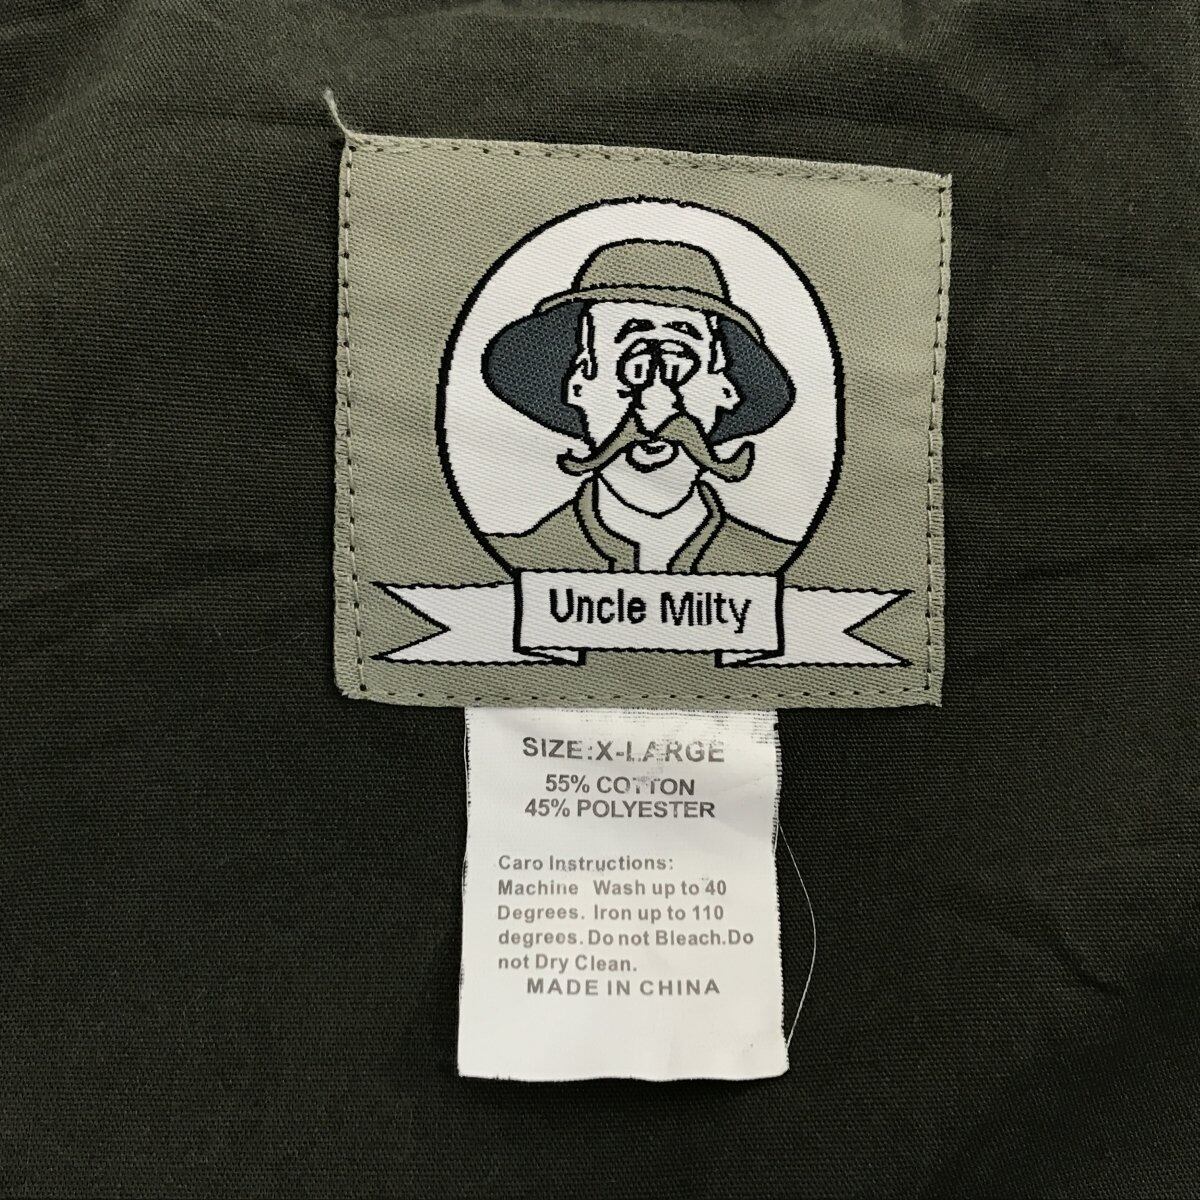 Uncle Milty
SIZE:X-LARGE
55% COTTON
45% POLYESTER
Caro Instructions:
Machine Wash up to 40
Degrees. Iron up to 110
degrees. Do not Bleach.Do
not Dry Clean.
MADE IN CHINA